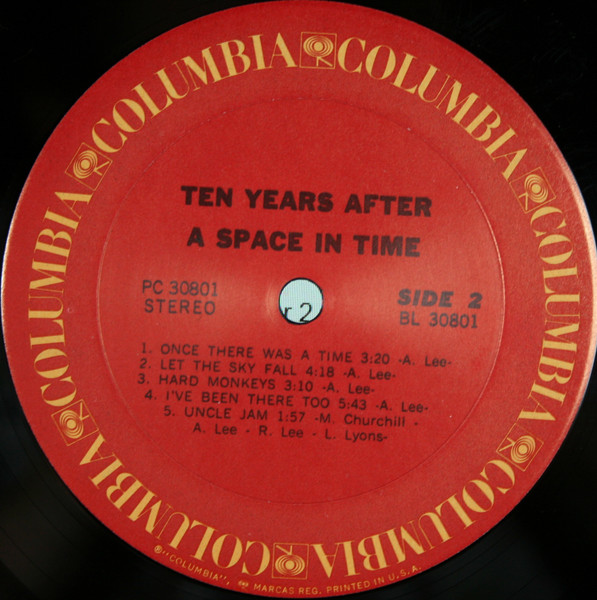 COLUMBIA COLUMBIA COLUMBIA COLUMBIA COLUMBIA COLUMBIA
TEN YEARS AFTER
A SPACE IN TIME
PC 30801
STEREO
SIDE 2
BL 30801
r 2
1. ONCE THERE WAS A TIME 3:20 -A. Lee-
2. LET THE SKY FALL 4:18 -A. Lee-
3. HARD MONKEYS 3:10 -A. Lee-
4. I'VE BEEN THERE TOO 5:43 -A. Lee-
5. UNCLE JAM 1:57 -M. Churchill -
A. Lee - R. Lee - L. Lyons-
®"COLUMBIA", MARCAS REG. PRINTED IN U.S.A.